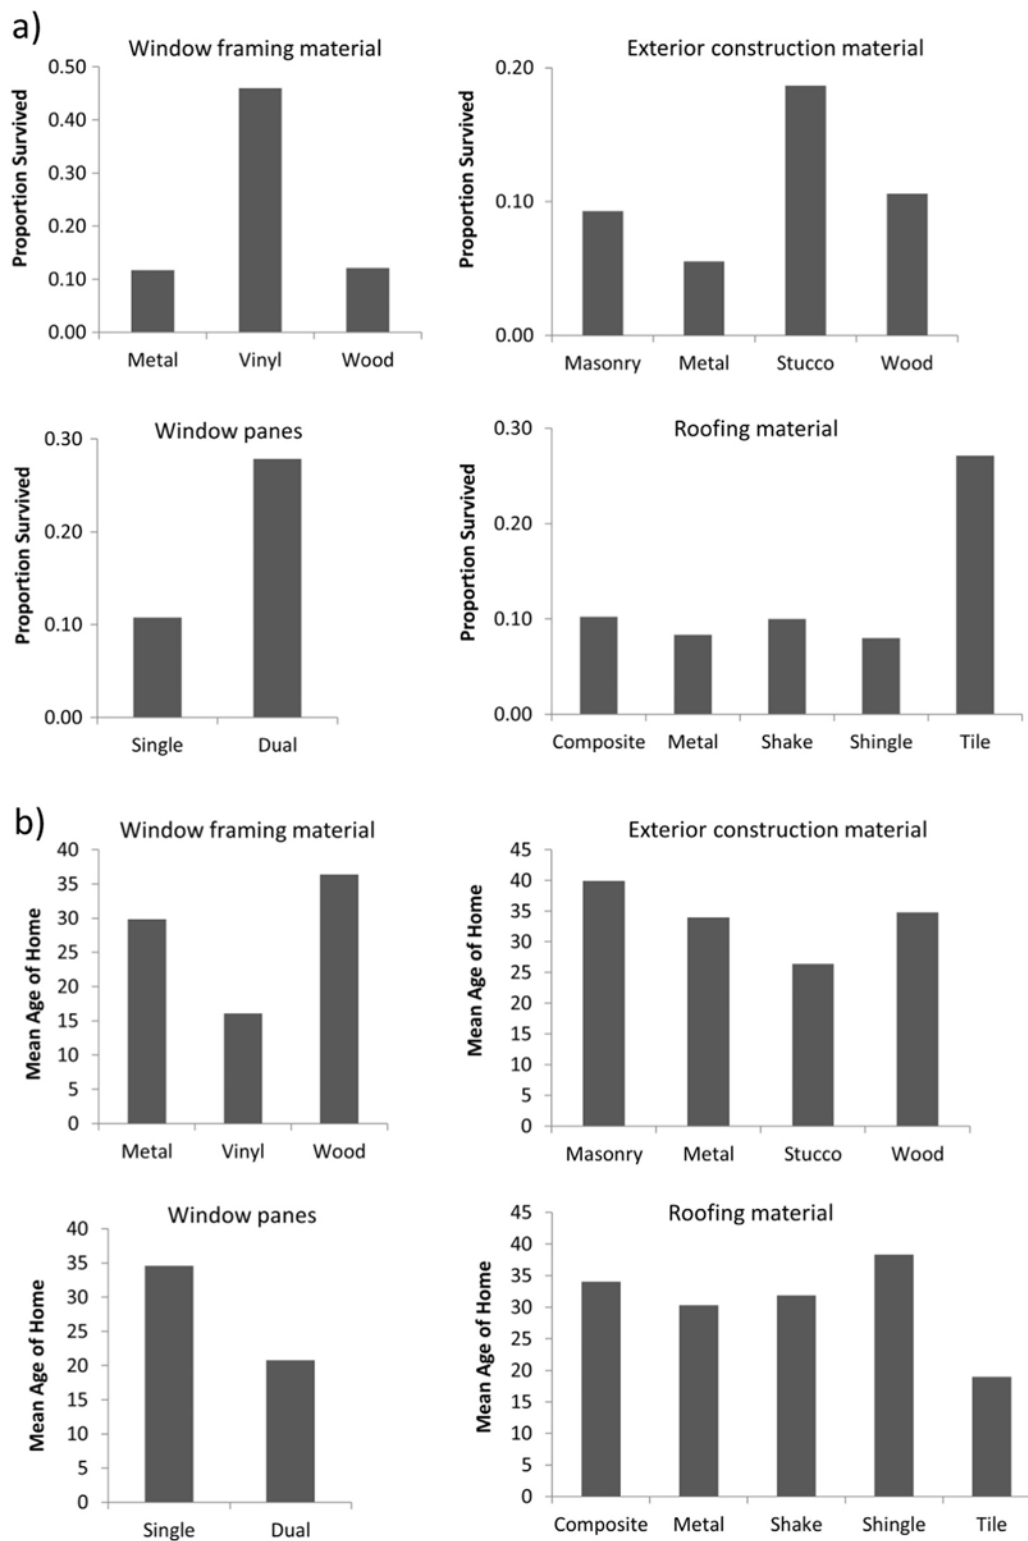 a)
Window framing material
Proportion Survived
0.50
0.40
0.30
0.20
0.10
0.00
Metal Vinyl Wood
Exterior construction material
Proportion Survived
0.20
0.10
0.00
Masonry Metal Stucco Wood
Window panes
Proportion Survived
0.30
0.20
0.10
0.00
Single Dual
Roofing material
Proportion Survived
0.30
0.20
0.10
0.00
Composite Metal Shake Shingle Tile
b)
Window framing material
Mean Age of Home
40
35
30
25
20
15
10
5
0
Metal Vinyl Wood
Exterior construction material
Mean Age of Home
45
40
35
30
25
20
15
10
5
0
Masonry Metal Stucco Wood
Window panes
Mean Age of Home
40
35
30
25
20
15
10
5
0
Single Dual
Roofing material
Mean Age of Home
45
40
35
30
25
20
15
10
5
0
Composite Metal Shake Shingle Tile